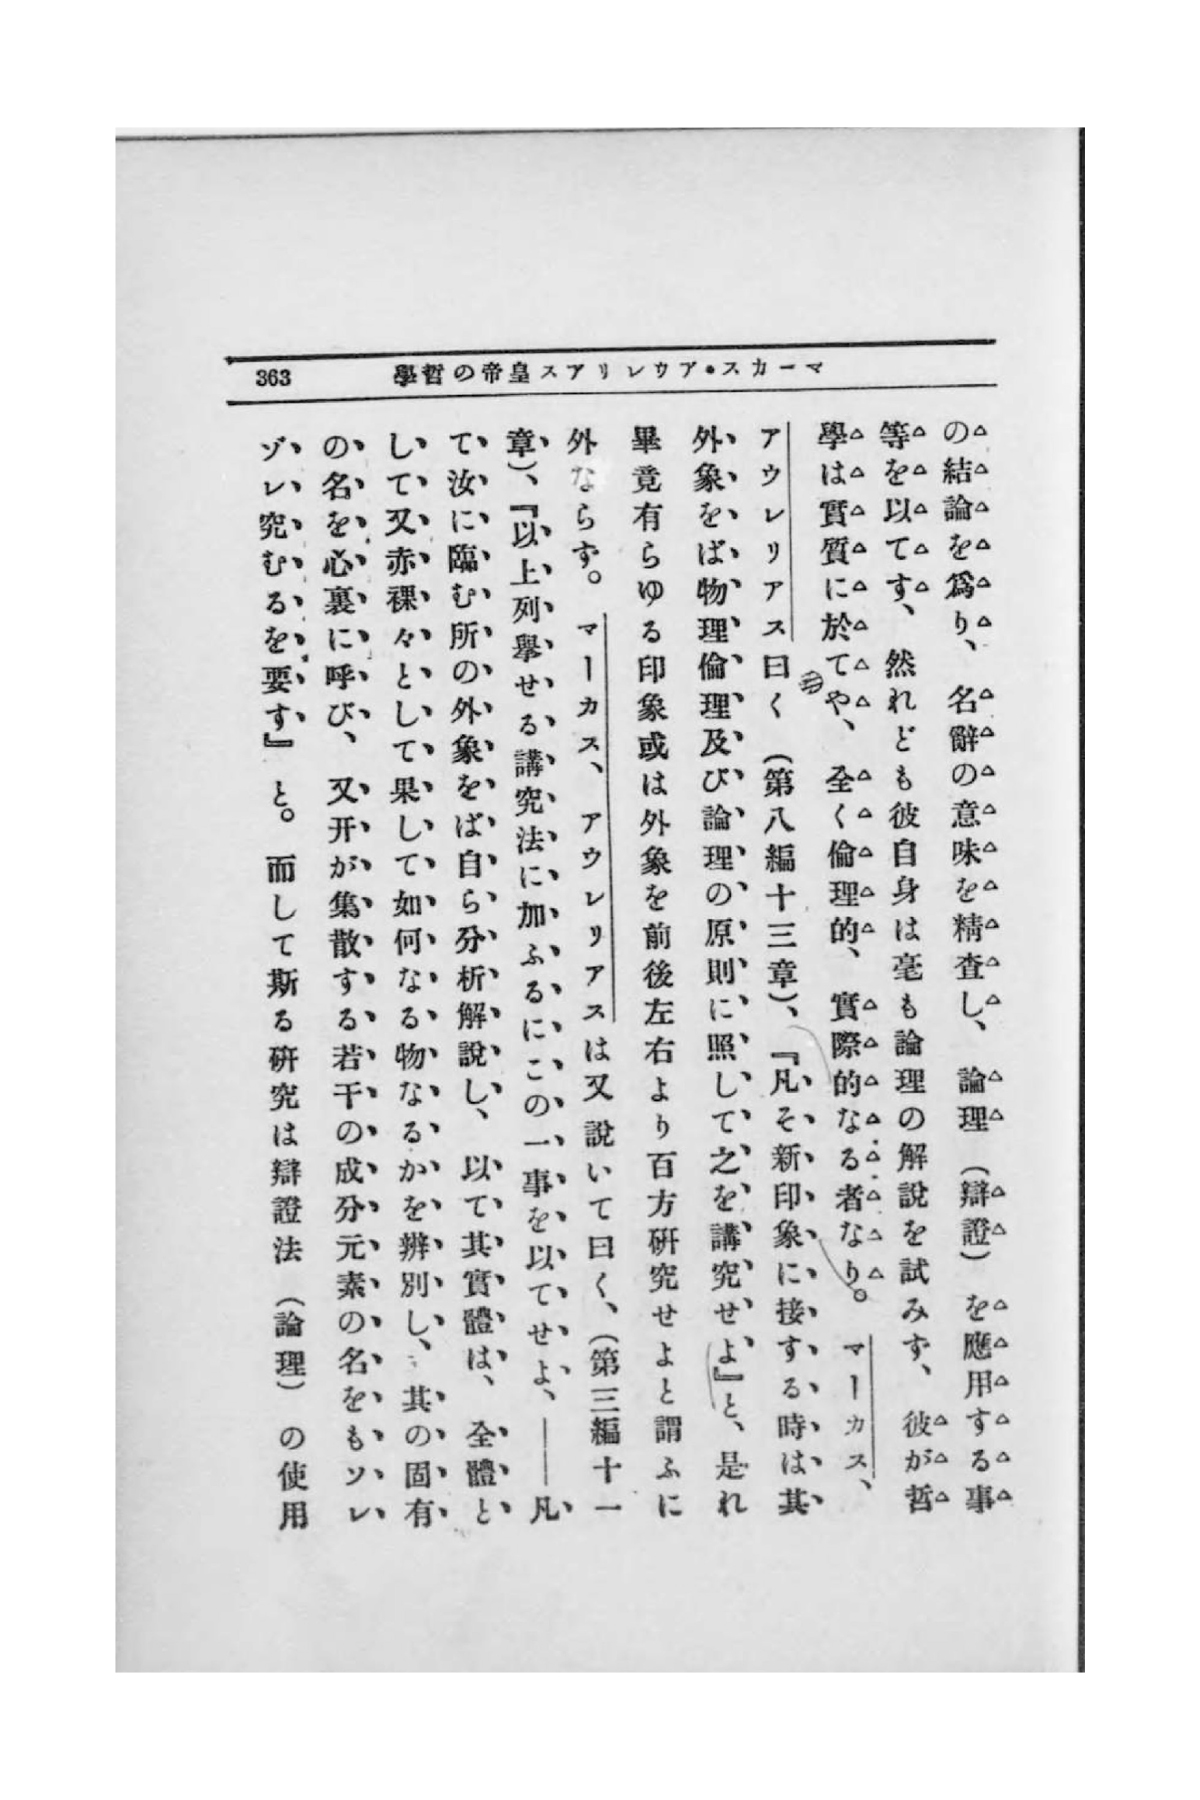 マーカス・アウレリアス皇帝の哲學
363
の結論を爲り、名辭の意味を精査し、論理（辯證）を應用する事
等を以てす、然れども彼自身は毫も論理の解說を試みず、彼が哲
學は實質に於てや、全く倫理的、實際的なる者なり。マーカス、
アウレリアス曰く（第八編十三章）、『凡そ新印象に接する時は其
外象をば物理倫理及び論理の原則に照して之を講究せよ』と、是れ
畢竟有らゆる印象或は外象を前後左右より百方硏究せよと謂ふに
外ならず。マーカス、アウレリアスは又說いて曰く、（第三編十一
章）、『以上列擧せる講究法に加ふるにこの一事を以てせよ、――凡
て汝に臨む所の外象をば自ら分析解說し、以て其實體は、全體と
して又赤裸々として果して如何なる物なるかを辨別し、其の固有
の名を心裏に呼び、又开が集散する若干の成分元素の名をもソレ
ゾレ究むるを要す』と。而して斯る硏究は辯證法（論理）の使用